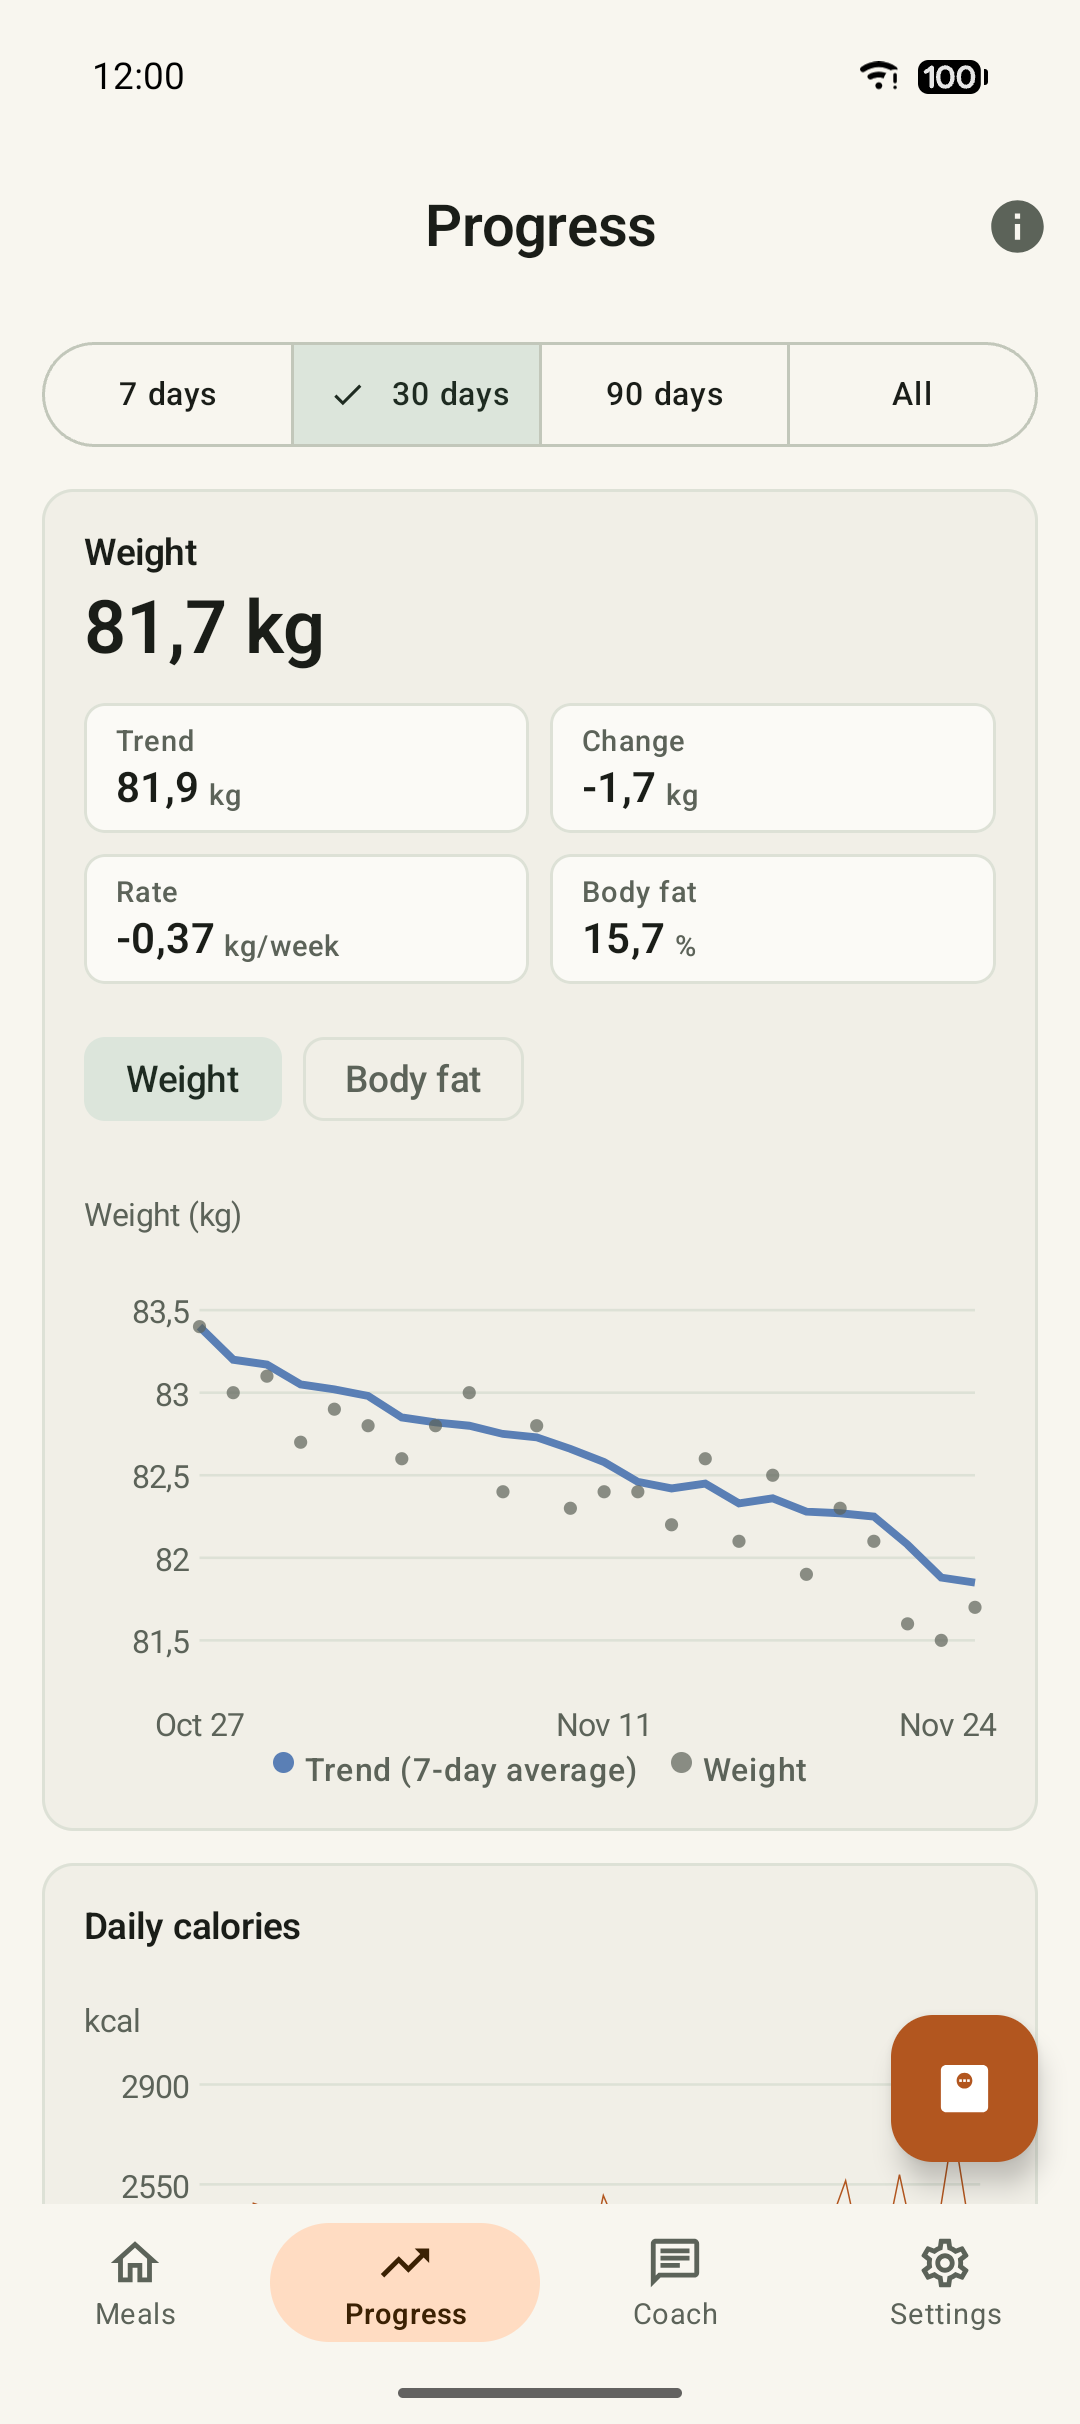 12:00
100
Progress
7 days
30 days
90 days
All
Weight
81,7 kg
Trend
81,9 kg
Change
-1,7 kg
Rate
-0,37 kg/week
Body fat
15,7 %
Weight
Body fat
Weight (kg)
83,5
83
82,5
82
81,5
Oct 27
Nov 11
Nov 24
Trend (7-day average)
Weight
Daily calories
kcal
2900
2550
Meals
Progress
Coach
Settings